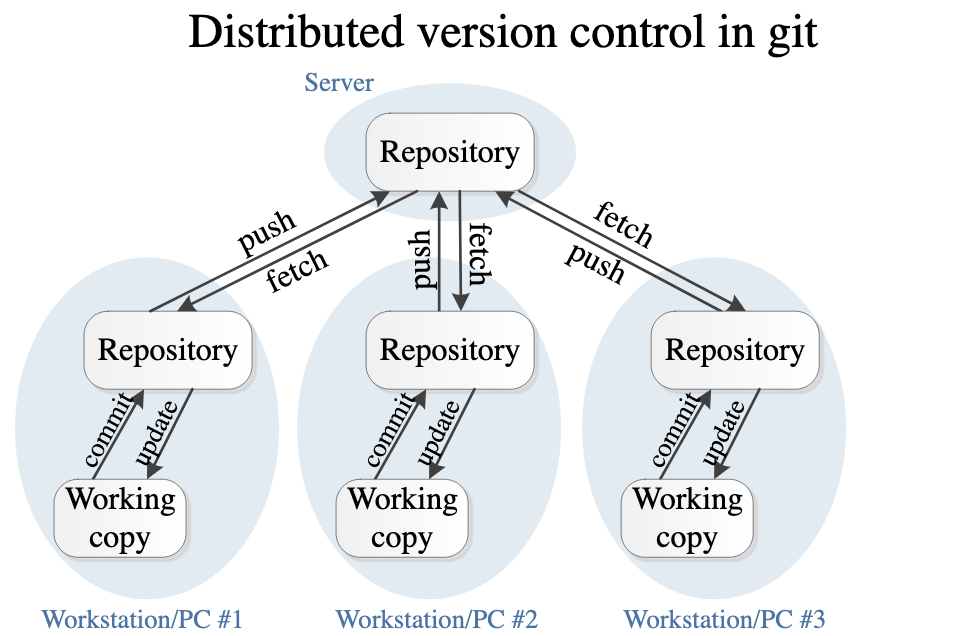 Distributed version control in git
Server
Repository
push
fetch
push
fetch
fetch
push
Repository
Repository
Repository
commit
update
commit
update
commit
update
Working
copy
Working
copy
Working
copy
Workstation/PC #1
Workstation/PC #2
Workstation/PC #3